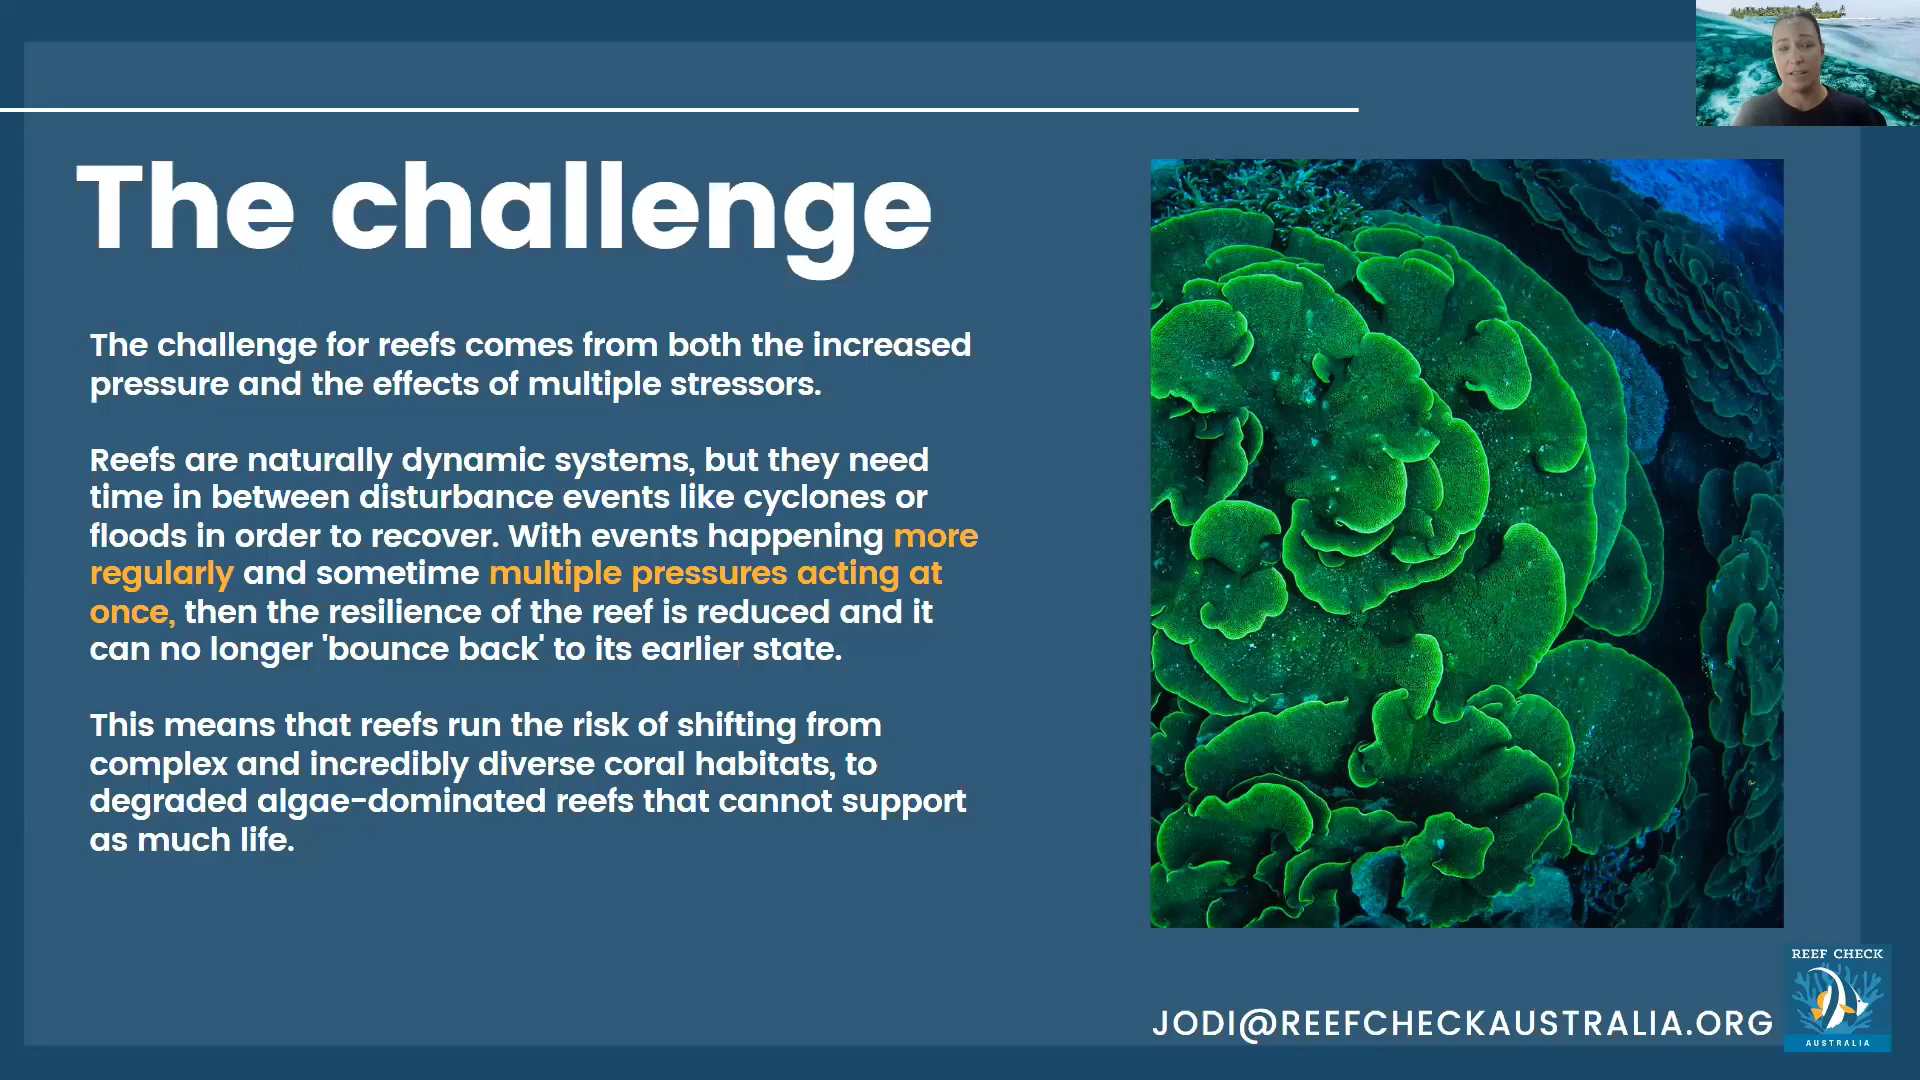 The challenge
The challenge for reefs comes from both the increased
pressure and the effects of multiple stressors.
Reefs are naturally dynamic systems, but they need
time in between disturbance events like cyclones or
floods in order to recover. With events happening more
regularly and sometime multiple pressures acting at
once, then the resilience of the reef is reduced and it
can no longer 'bounce back' to its earlier state.
This means that reefs run the risk of shifting from
complex and incredibly diverse coral habitats, to
degraded algae-dominated reefs that cannot support
as much life.
JODI@REEFCHECKAUSTRALIA.ORG
REEF CHECK
AUSTRALIA